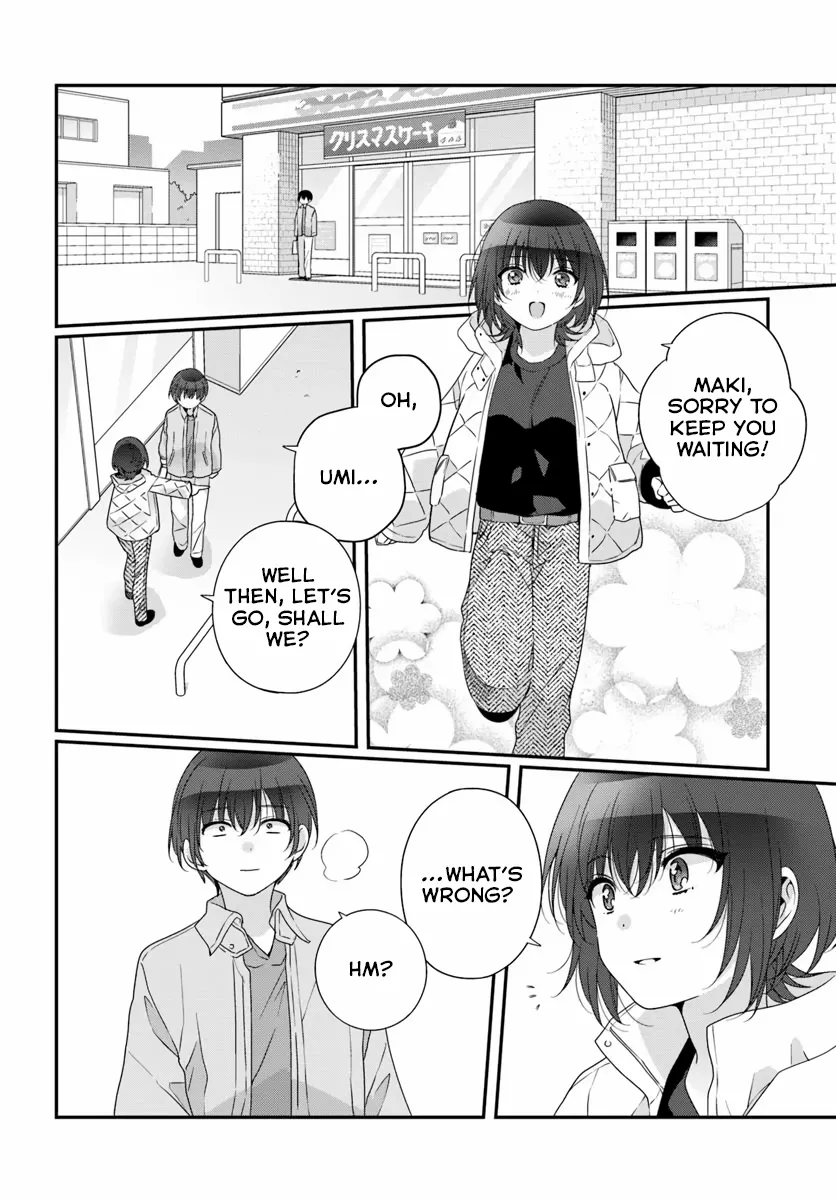 クリスマスケーキ
MAKI,
SORRY TO
KEEP YOU
WAITING!
OH,
UMI...
WELL
THEN, LET'S
GO, SHALL
WE?
...WHAT'S
WRONG?
HM?